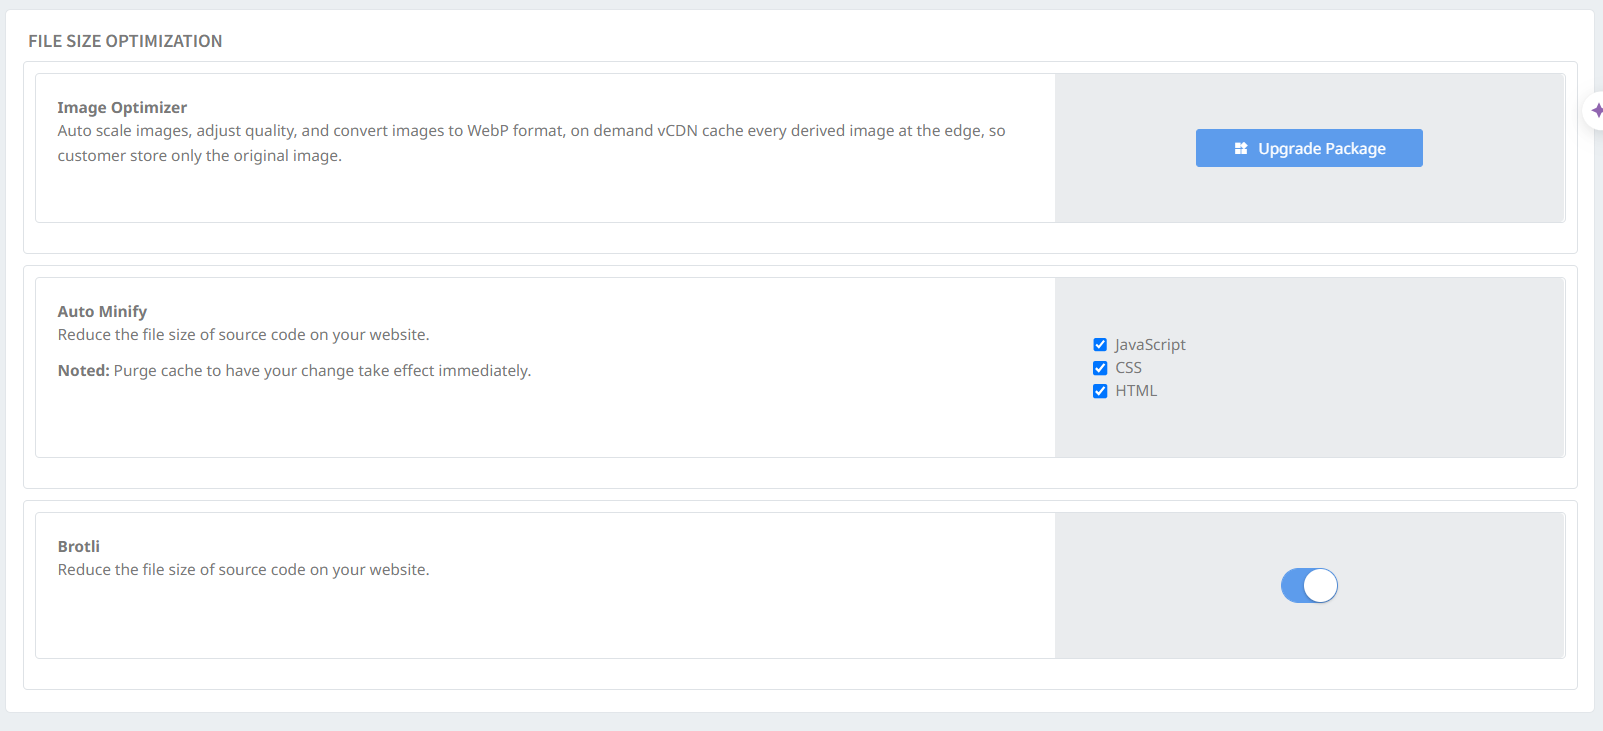 FILE SIZE OPTIMIZATION
Image Optimizer
Auto scale images, adjust quality, and convert images to WebP format, on demand vCDN cache every derived image at the edge, so
customer store only the original image.
Upgrade Package
Auto Minify
Reduce the file size of source code on your website.
Noted: Purge cache to have your change take effect immediately.
JavaScript
CSS
HTML
Brotli
Reduce the file size of source code on your website.